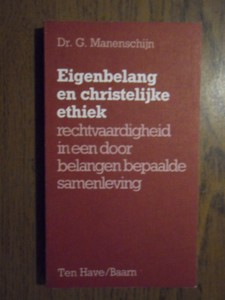 Dr. G. Manenschijn
Eigenbelang
en christelijke
ethiek
rechtvaardigheid
in een door
belangen bepaalde
samenleving
Ten Have/Baarn